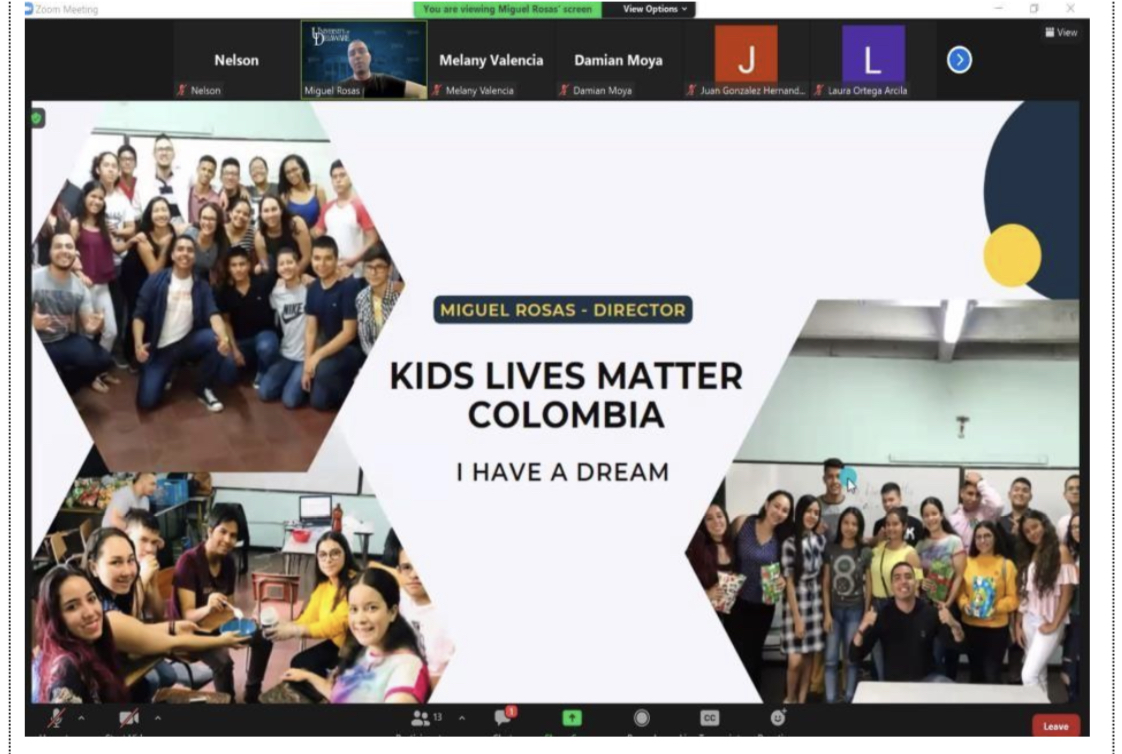 Zoom Meeting
You are viewing Miguel Rosas' screen
View Options
View
UNIVERSITY OF DELAWARE
Nelson
Melany Valencia
Damian Moya
J
L
Nelson
Miguel Rosas
Melany Valencia
Damian Moya
Juan Gonzalez Hernand...
Laura Ortega Arcila
MIGUEL ROSAS - DIRECTOR
KIDS LIVES MATTER
COLOMBIA
I HAVE A DREAM
NIKE
8
13
1
CC
Leave